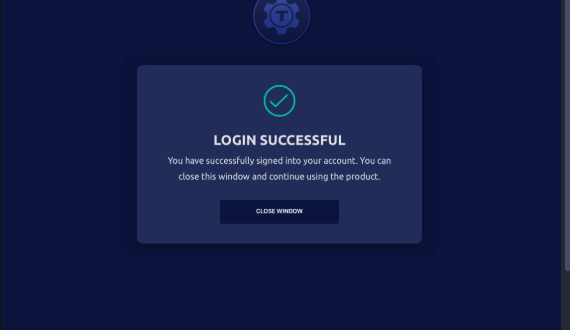 T
LOGIN SUCCESSFUL
You have successfully signed into your account. You can
close this window and continue using the product.
CLOSE WINDOW